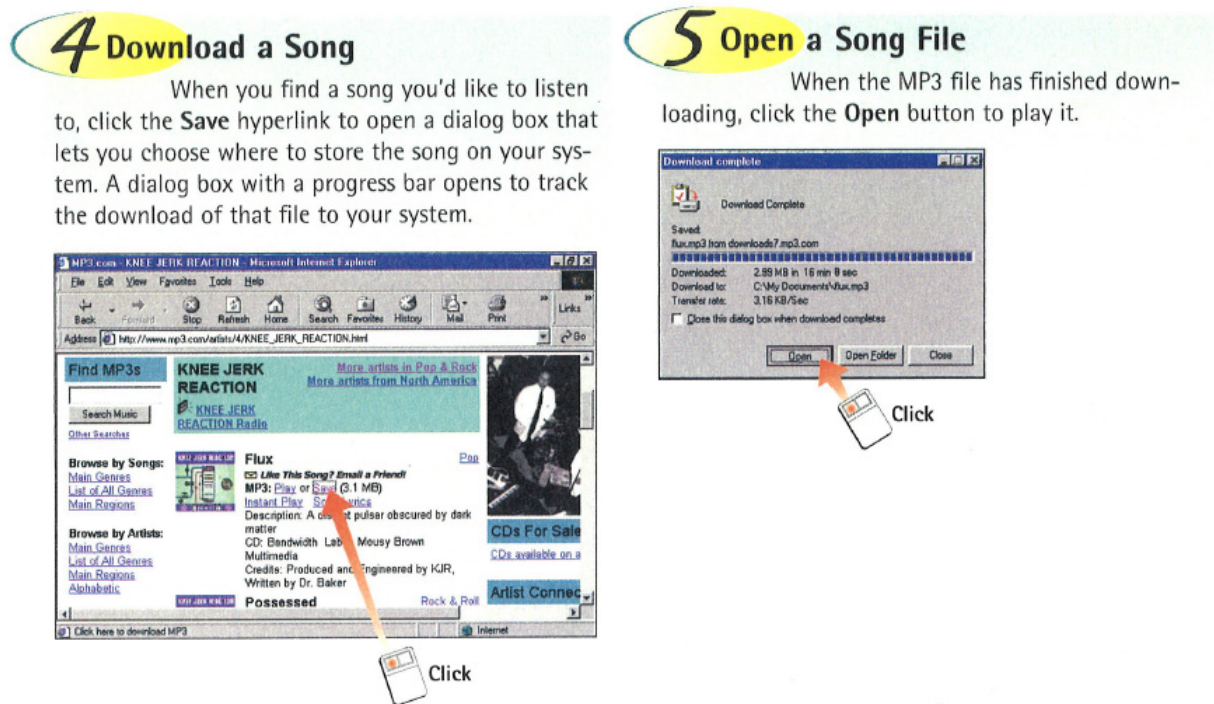 4 Download a Song
When you find a song you'd like to listen
to, click the Save hyperlink to open a dialog box that
lets you choose where to store the song on your sys-
tem. A dialog box with a progress bar opens to track
the download of that file to your system.
MP3.com - KNEE JERK REACTION - Microsoft Internet Explorer
File Edit View Favorites Tools Help
Back Forward Stop Refresh Home Search Favorites History Mail Print » Links »
Address http://www.mp3.com/artists/4/KNEE_JERK_REACTION.html Go
Find MP3s
Search Music
Other Searches
Browse by Songs:
Main Genres
List of All Genres
Main Regions
Browse by Artists:
Main Genres
List of All Genres
Main Regions
Alphabetic
KNEE JERK
REACTION
More artists in Pop & Rock
More artists from North America
KNEE JERK
REACTION Radio
KNEE JERK REACTION
Flux Pop
Like This Song? Email a Friend!
MP3: Play or Save (3.1 MB)
Instant Play
Description: A pulsar obscured by dark
matter
CD: Bandwidth Label: Mousy Brown
Multimedia
Credits: Produced and Engineered by KJR,
Written by Dr. Baker
KNEE JERK REACTION
Possessed Rock & Roll
CDs For Sale
CDs available on a
Artist Connec
Click here to download MP3 Internet
Click
5 Open a Song File
When the MP3 file has finished down-
loading, click the Open button to play it.
Download complete
Download Complete
Saved:
flux.mp3 from downloads7.mp3.com
Downloaded: 2.99 MB in 16 min 8 sec
Download to: C:\My Documents\flux.mp3
Transfer rate: 3.16 KB/Sec
Close this dialog box when download completes
Open Open Folder Close
Click